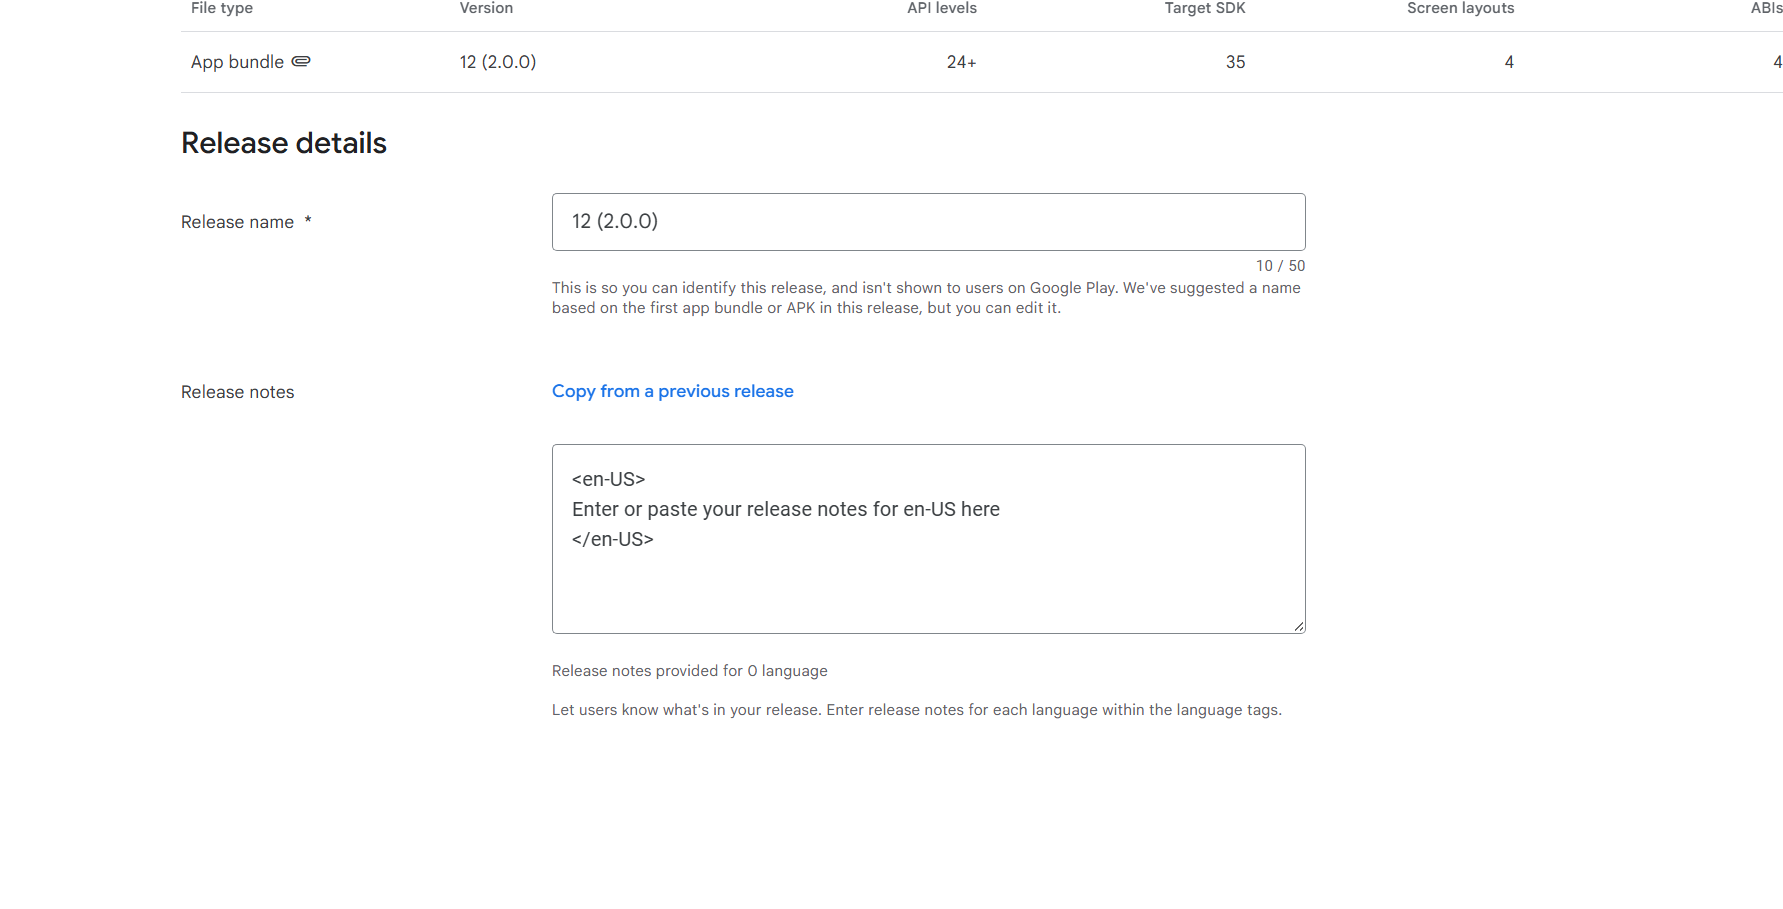 File type Version API levels Target SDK Screen layouts ABIs
App bundle 12 (2.0.0) 24+ 35 4 4
Release details
Release name * 12 (2.0.0)
10 / 50
This is so you can identify this release, and isn't shown to users on Google Play. We've suggested a name
based on the first app bundle or APK in this release, but you can edit it.
Release notes Copy from a previous release
<en-US>
Enter or paste your release notes for en-US here
</en-US>
Release notes provided for 0 language
Let users know what's in your release. Enter release notes for each language within the language tags.